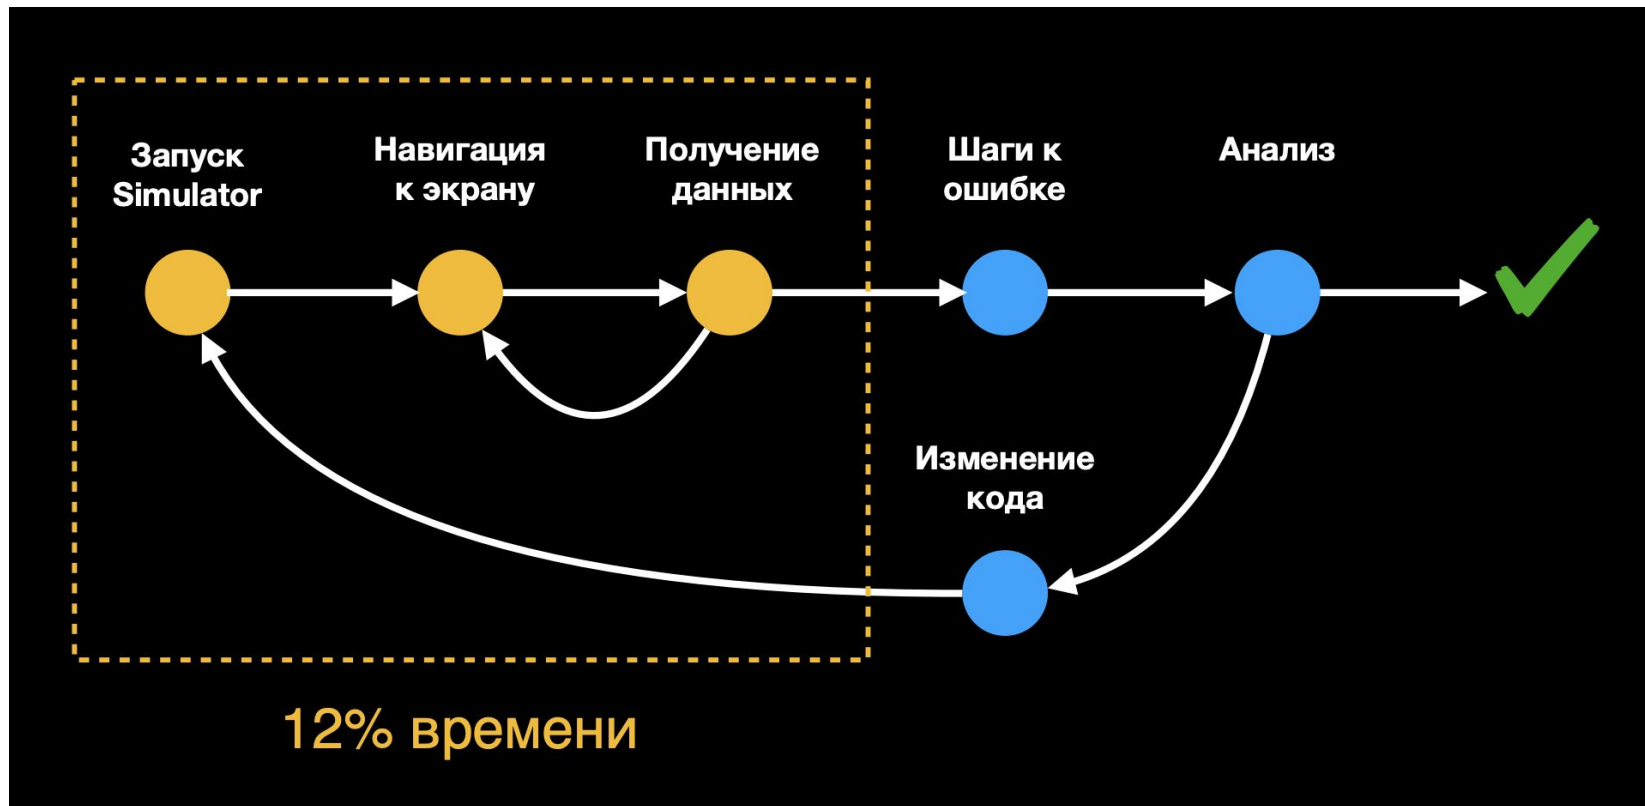 Запуск
Simulator
Навигация
к экрану
Получение
данных
Шаги к
ошибке
Анализ
Изменение
кода
12% времени